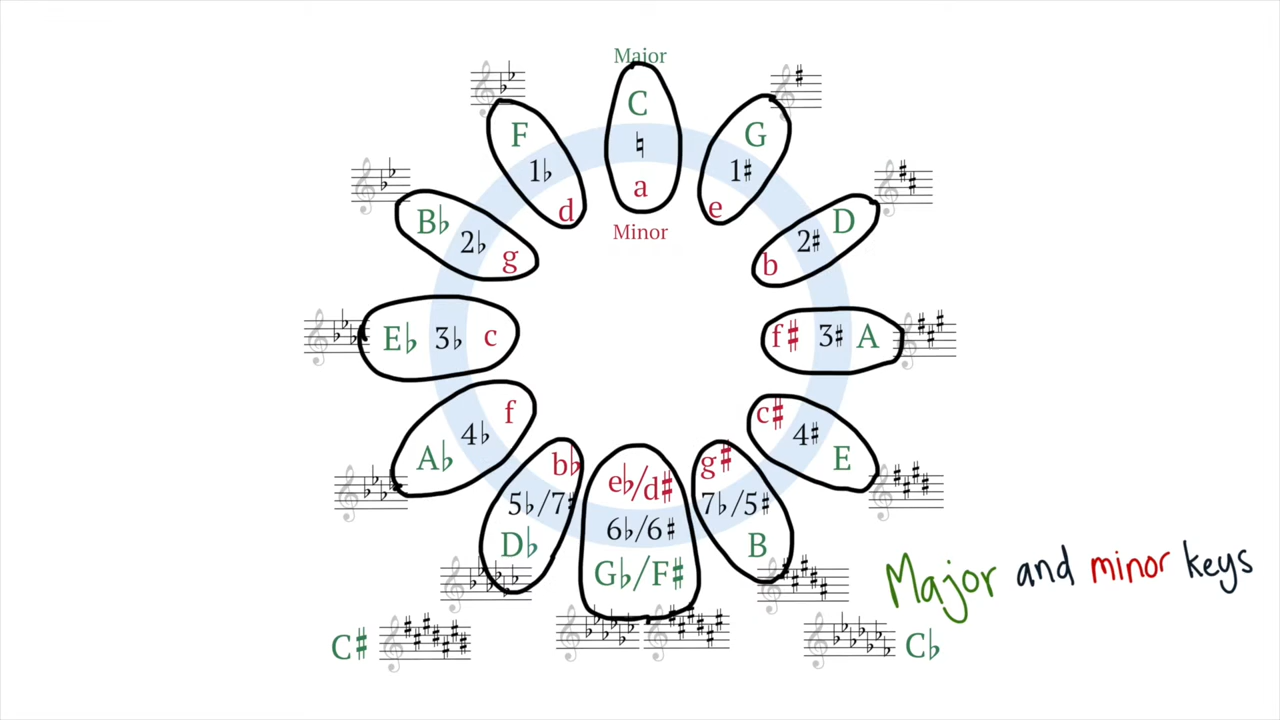 Major
C
♮
a
Minor
G
1♯
e
D
2♯
b
f♯ 3♯ A
c♯
4♯
E
g♯
7♭/5♯
B
e♭/d♯
6♭/6♯
G♭/F♯
b♭
5♭/7♯
D♭
f
4♭
A♭
E♭ 3♭ c
B♭
2♭
g
F
1♭
d
C♯
C♭
Major and minor keys